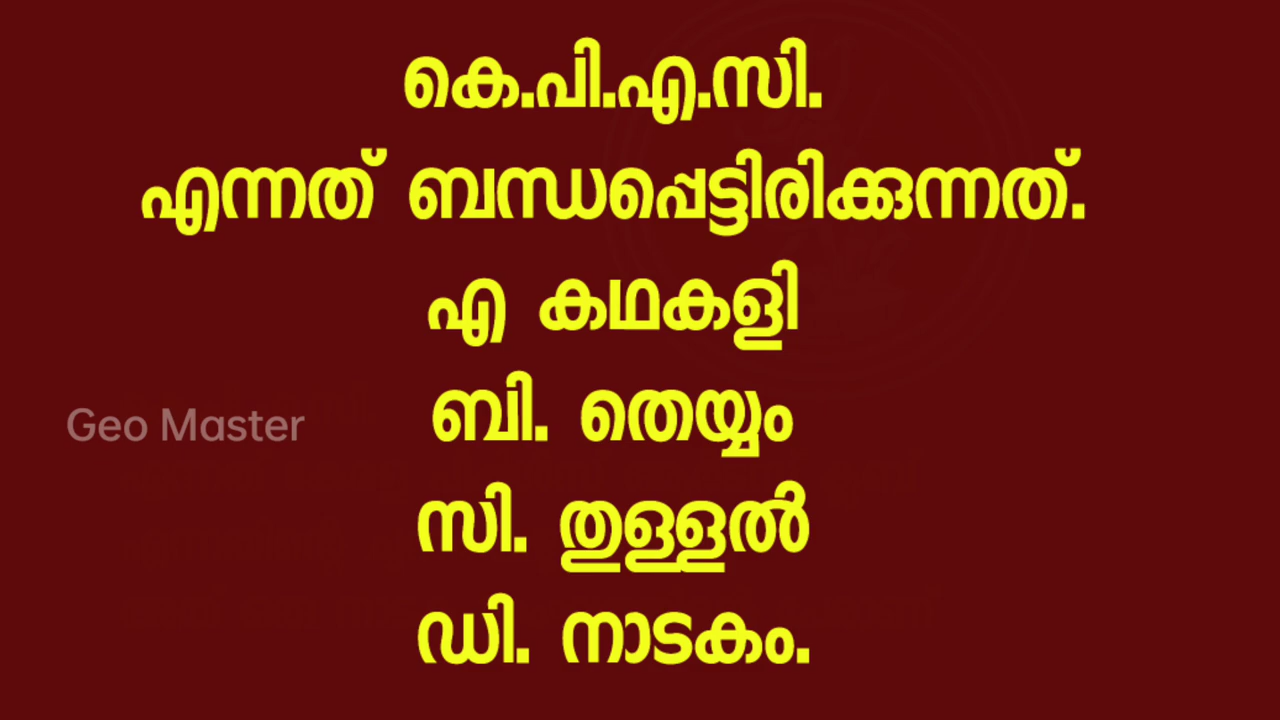 കെ.പി.എ.സി.
എന്നത് ബന്ധപ്പെട്ടിരിക്കുന്നത്.
എ കഥകളി
ബി. തെയ്യം
Geo Master
സി. തുള്ളൽ
ഡി. നാടകം.